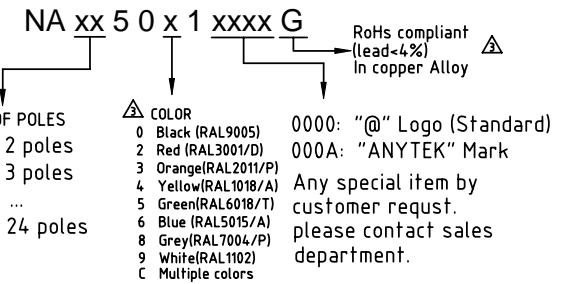 NA xx 5 0 x 1 xxxx G
RoHs compliant
(lead<4%)
In copper Alloy
3
OF POLES
2 poles
3 poles
...
24 poles
3 COLOR
0 Black (RAL9005)
2 Red (RAL3001/D)
3 Orange(RAL2011/P)
4 Yellow(RAL1018/A)
5 Green(RAL6018/T)
6 Blue (RAL5015/A)
8 Grey(RAL7004/P)
9 White(RAL1102)
C Multiple colors
0000: "@" Logo (Standard)
000A: "ANYTEK" Mark
Any special item by
customer requst.
please contact sales
department.